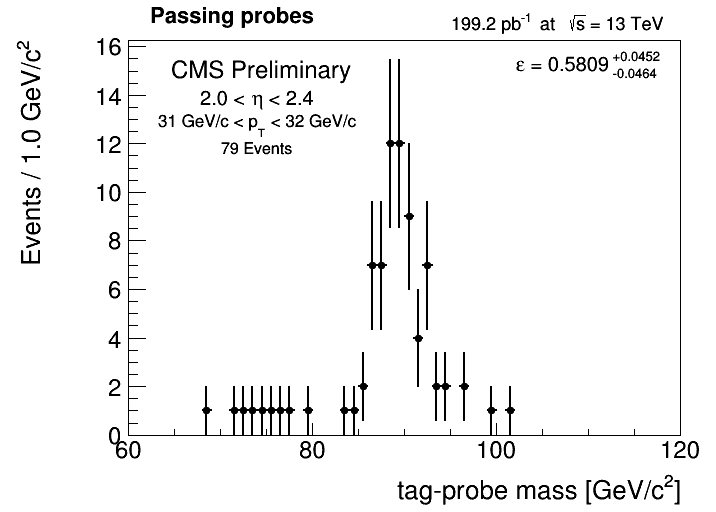 Passing probes
199.2 pb⁻¹ at √s = 13 TeV
CMS Preliminary
2.0 < η < 2.4
31 GeV/c < p_T < 32 GeV/c
79 Events
ε = 0.5809 +0.0452 -0.0464
Events / 1.0 GeV/c²
16
14
12
10
8
6
4
2
0
60 80 100 120
tag-probe mass [GeV/c²]